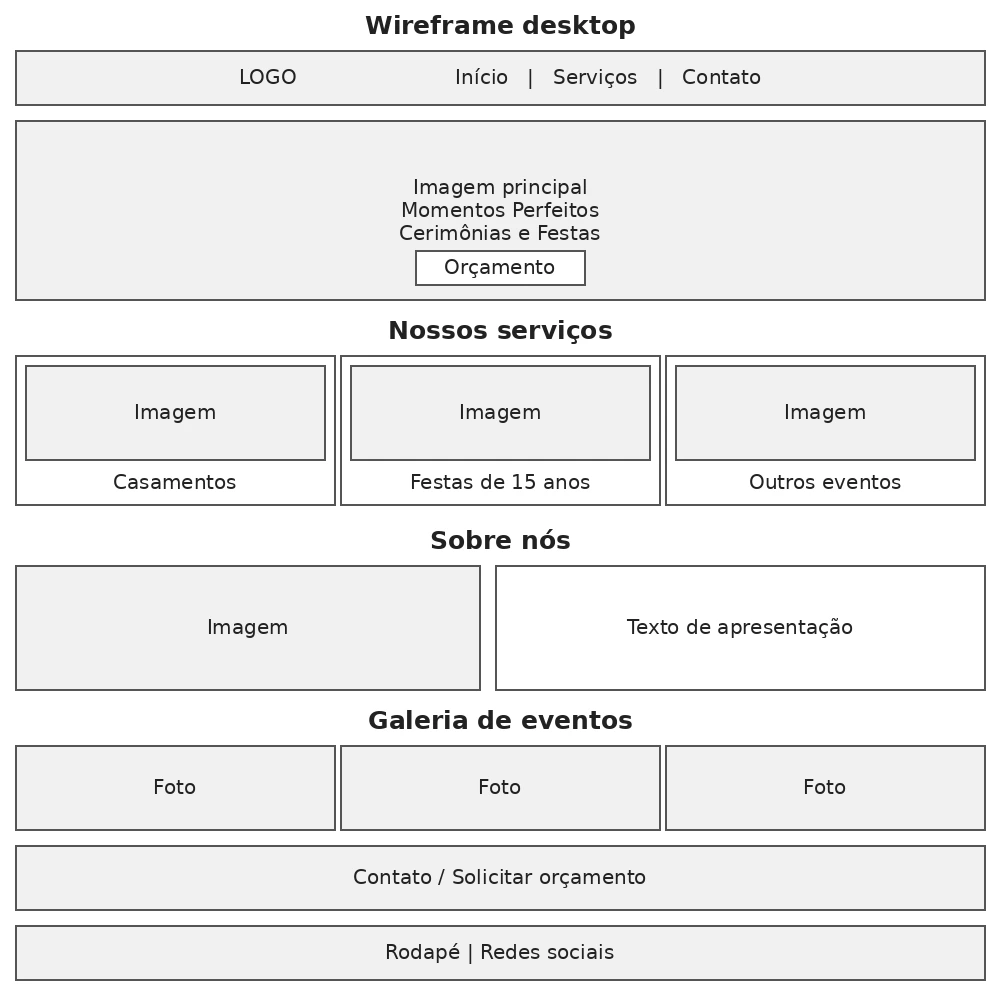 Wireframe desktop
LOGO Início | Serviços | Contato
Imagem principal
Momentos Perfeitos
Cerimônias e Festas
Orçamento
Nossos serviços
Imagem Imagem Imagem
Casamentos Festas de 15 anos Outros eventos
Sobre nós
Imagem Texto de apresentação
Galeria de eventos
Foto Foto Foto
Contato / Solicitar orçamento
Rodapé | Redes sociais